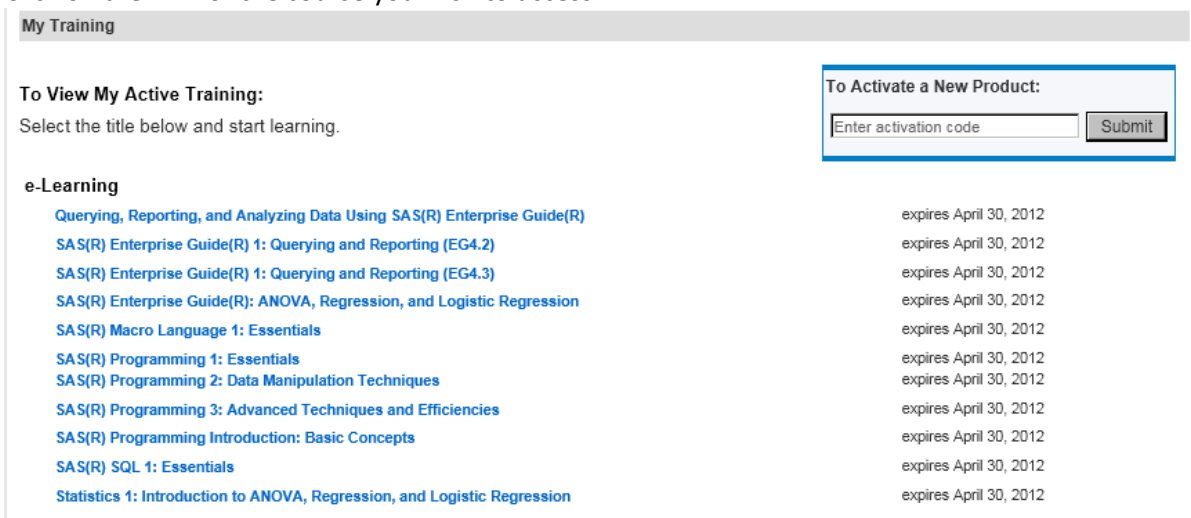 My Training
To View My Active Training:
To Activate a New Product:
Select the title below and start learning.
Enter activation code
Submit
e-Learning
Querying, Reporting, and Analyzing Data Using SAS(R) Enterprise Guide(R) expires April 30, 2012
SAS(R) Enterprise Guide(R) 1: Querying and Reporting (EG4.2) expires April 30, 2012
SAS(R) Enterprise Guide(R) 1: Querying and Reporting (EG4.3) expires April 30, 2012
SAS(R) Enterprise Guide(R): ANOVA, Regression, and Logistic Regression expires April 30, 2012
SAS(R) Macro Language 1: Essentials expires April 30, 2012
SAS(R) Programming 1: Essentials expires April 30, 2012
SAS(R) Programming 2: Data Manipulation Techniques expires April 30, 2012
SAS(R) Programming 3: Advanced Techniques and Efficiencies expires April 30, 2012
SAS(R) Programming Introduction: Basic Concepts expires April 30, 2012
SAS(R) SQL 1: Essentials expires April 30, 2012
Statistics 1: Introduction to ANOVA, Regression, and Logistic Regression expires April 30, 2012